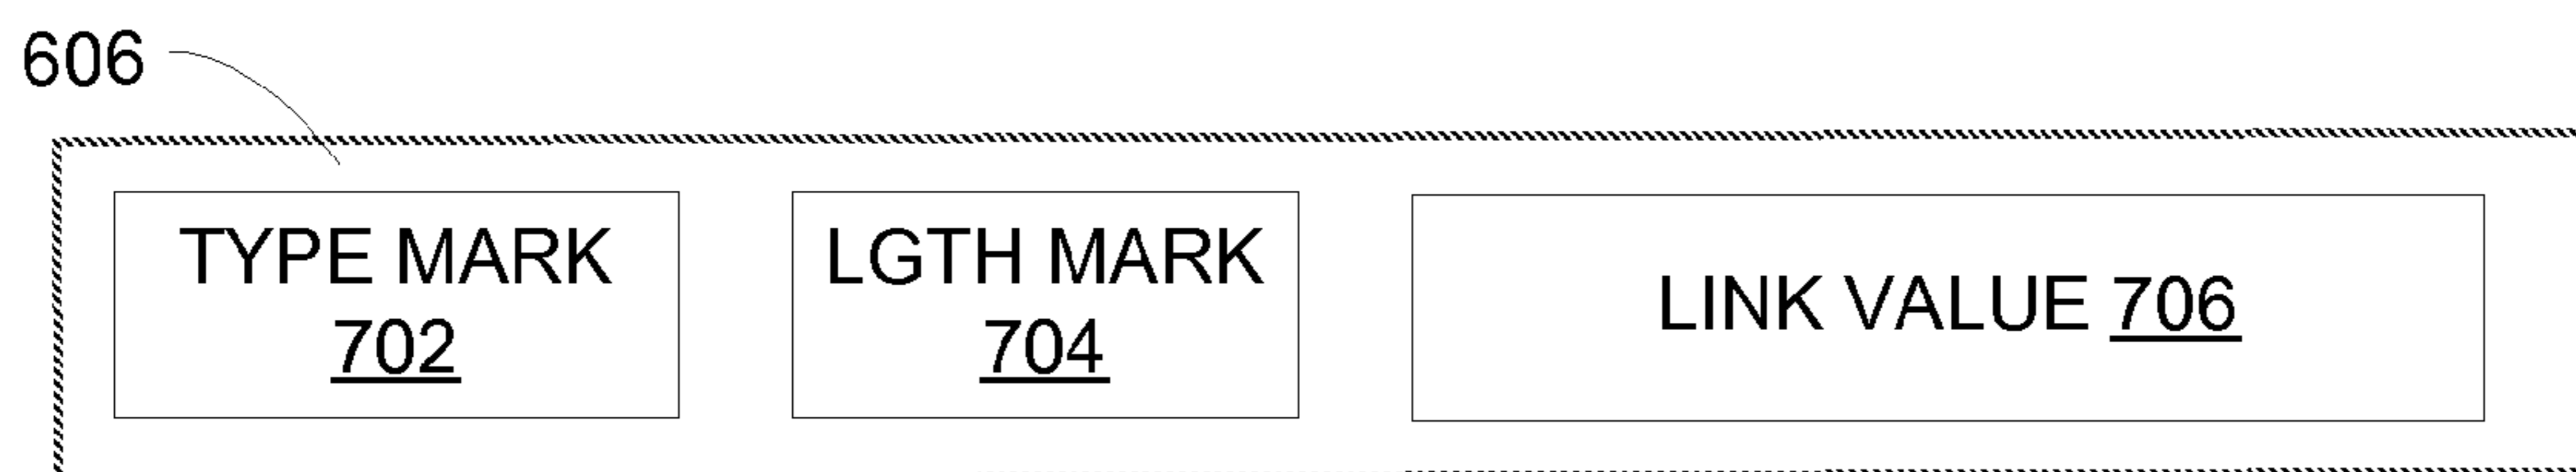 606
TYPE MARK
702
LGTH MARK
704
LINK VALUE 706